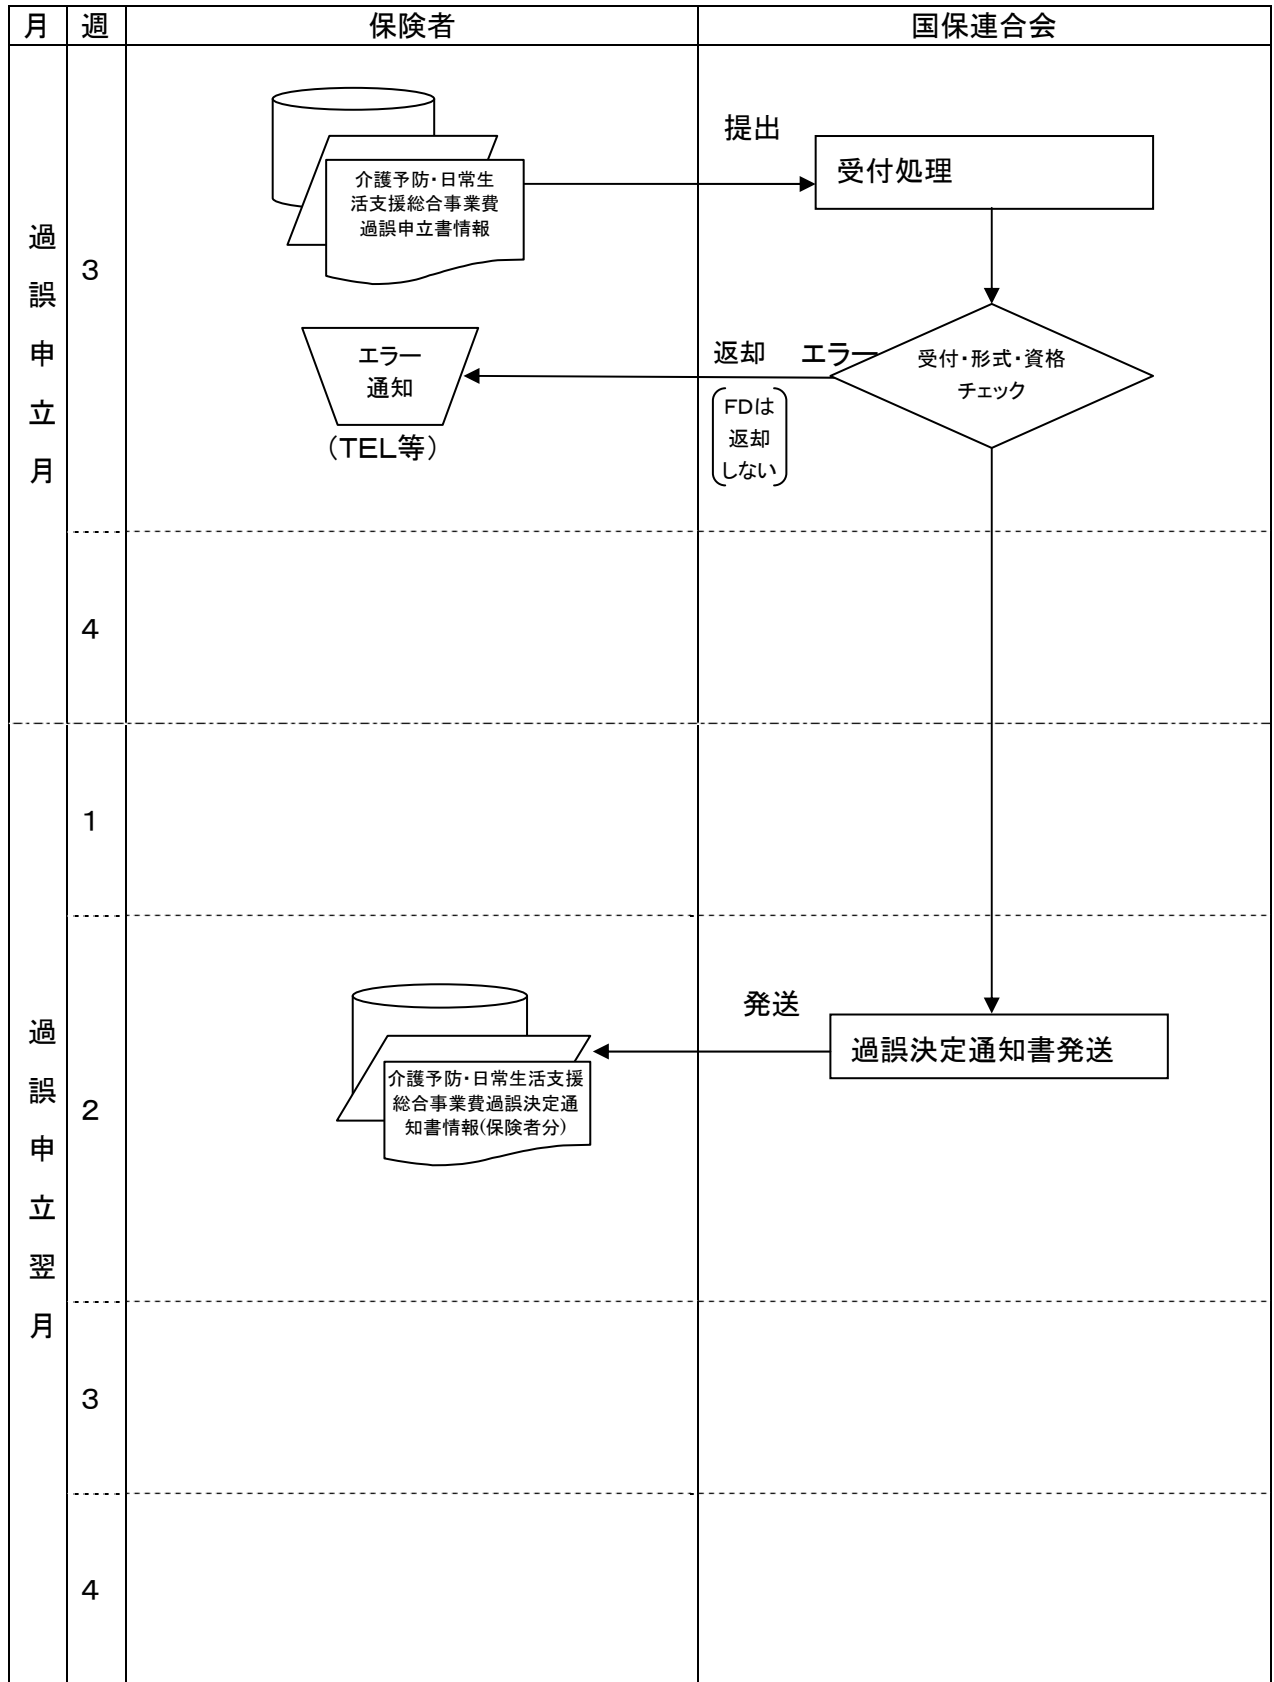 月 週 保険者 国保連合会
過誤申立月
3
介護予防・日常生
活支援総合事業費
過誤申立書情報
提出
受付処理
エラー
通知
（TEL等）
返却 エラー
FDは
返却
しない
受付・形式・資格
チェック
4
過誤申立翌月
1
2
介護予防・日常生活支援
総合事業費過誤決定通
知書情報(保険者分)
発送
過誤決定通知書発送
3
4